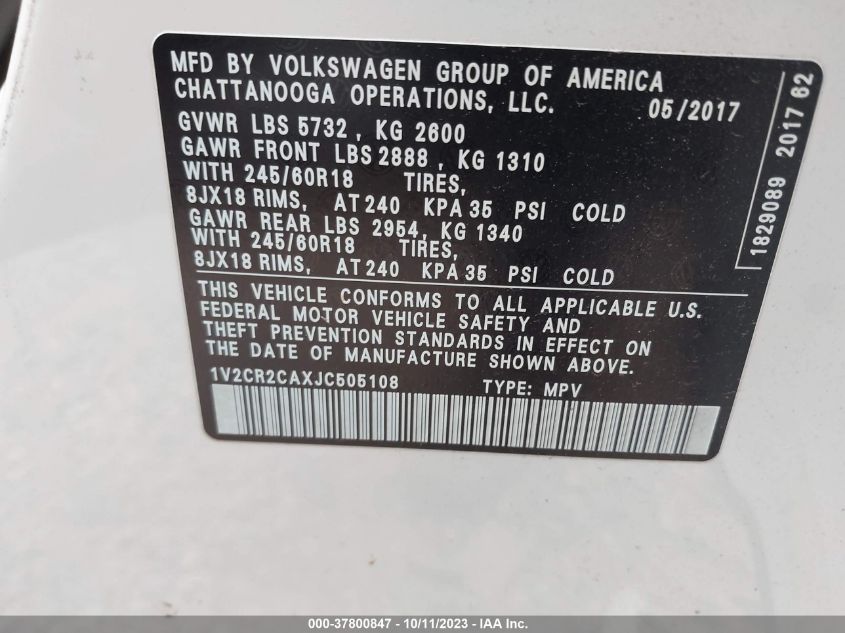 MFD BY VOLKSWAGEN GROUP OF AMERICA
CHATTANOOGA OPERATIONS, LLC. 05/2017
GVWR LBS 5732, KG 2600
GAWR FRONT LBS 2888, KG 1310
WITH 245/60R18 TIRES,
8JX18 RIMS, AT 240 KPA 35 PSI COLD
GAWR REAR LBS 2954, KG 1340
WITH 245/60R18 TIRES,
8JX18 RIMS, AT 240 KPA 35 PSI COLD
THIS VEHICLE CONFORMS TO ALL APPLICABLE U.S.
FEDERAL MOTOR VEHICLE SAFETY AND
THEFT PREVENTION STANDARDS IN EFFECT ON
THE DATE OF MANUFACTURE SHOWN ABOVE.
1V2CR2CAXJC505108 TYPE: MPV
1829089 2017 62
000-37800847 - 10/11/2023 - IAA Inc.